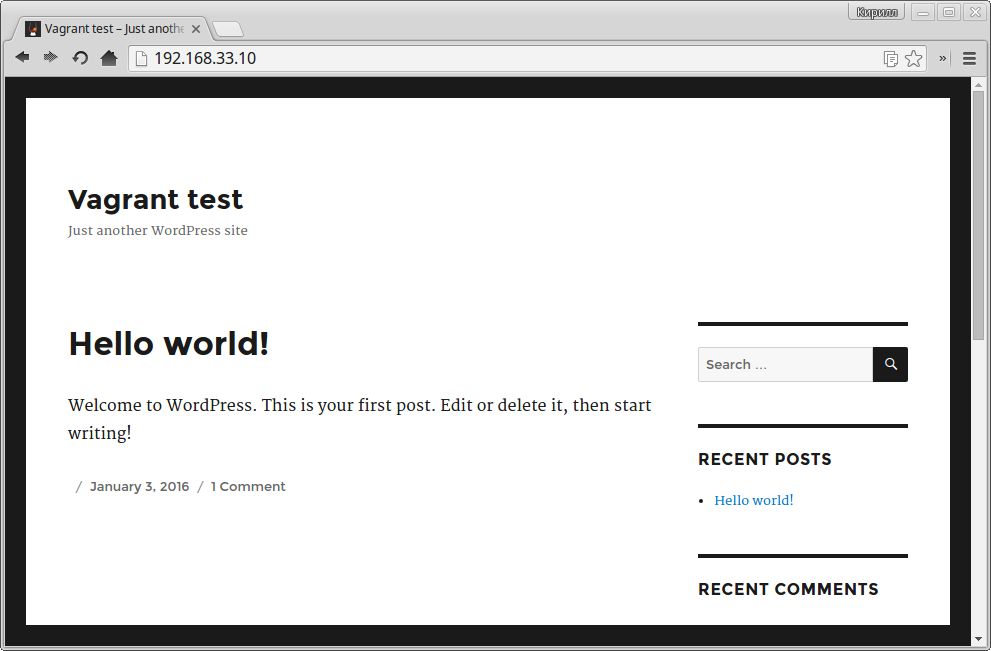 Кирилл
Vagrant test – Just anothe
192.168.33.10
»
Vagrant test
Just another WordPress site
Hello world!
Welcome to WordPress. This is your first post. Edit or delete it, then start
writing!
/ January 3, 2016 / 1 Comment
Search ...
RECENT POSTS
• Hello world!
RECENT COMMENTS